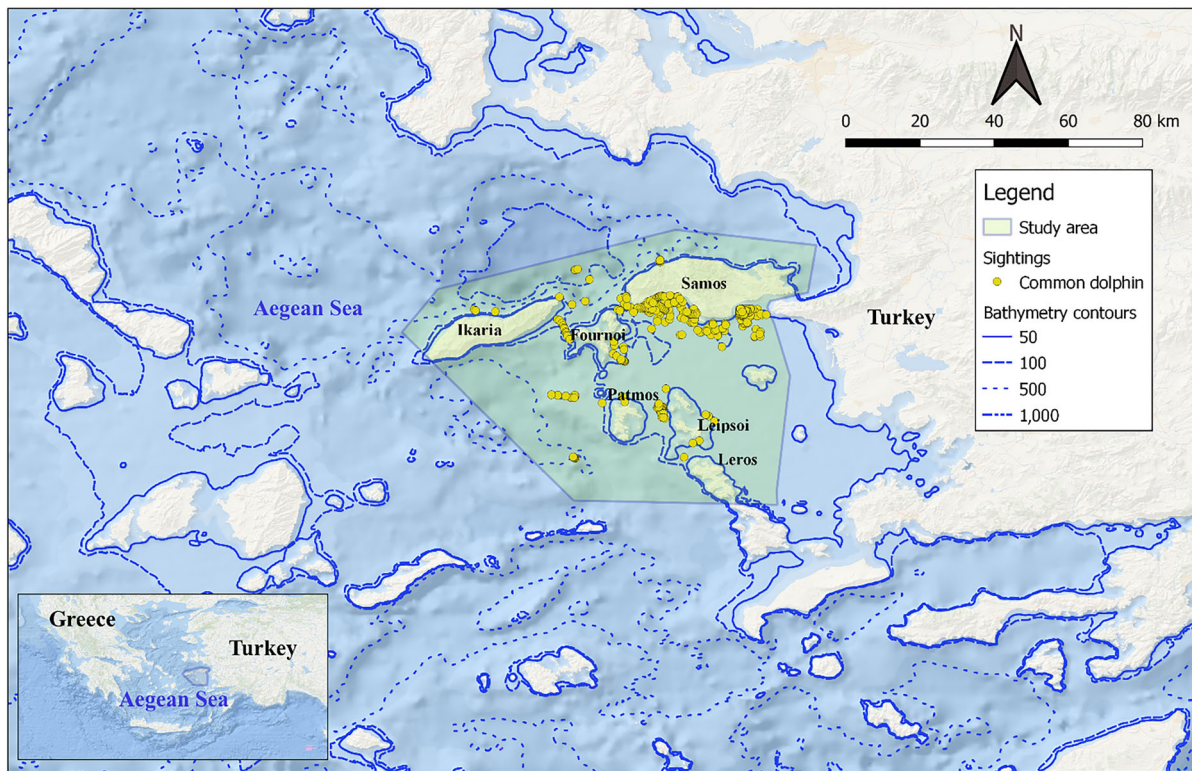 N
0 20 40 60 80 km
Legend
Study area
Sightings
Common dolphin
Bathymetry contours
50
100
500
1,000
Aegean Sea
Samos
Ikaria
Fournoi
Turkey
Patmos
Leipsoi
Leros
Greece
Turkey
Aegean Sea